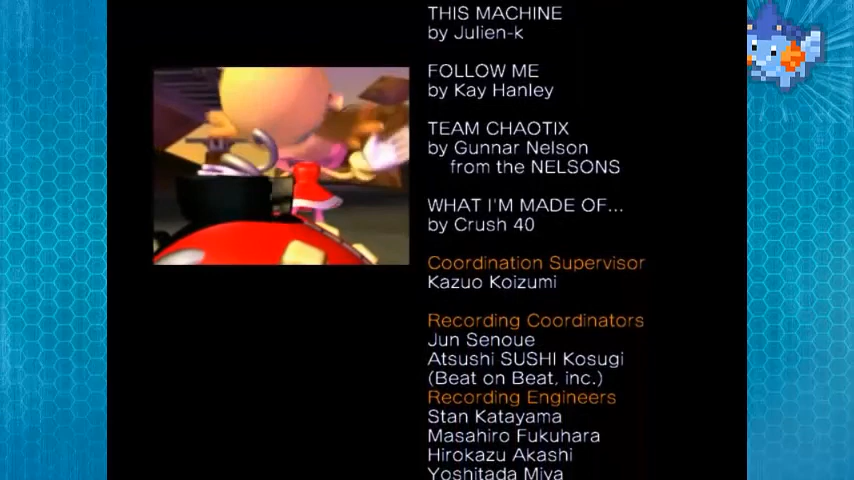 THIS MACHINE
by Julien-k
FOLLOW ME
by Kay Hanley
TEAM CHAOTIX
by Gunnar Nelson
from the NELSONS
WHAT I'M MADE OF...
by Crush 40
Coordination Supervisor
Kazuo Koizumi
Recording Coordinators
Jun Senoue
Atsushi SUSHI Kosugi
(Beat on Beat, inc.)
Recording Engineers
Stan Katayama
Masahiro Fukuhara
Hirokazu Akashi
Yoshitada Miya